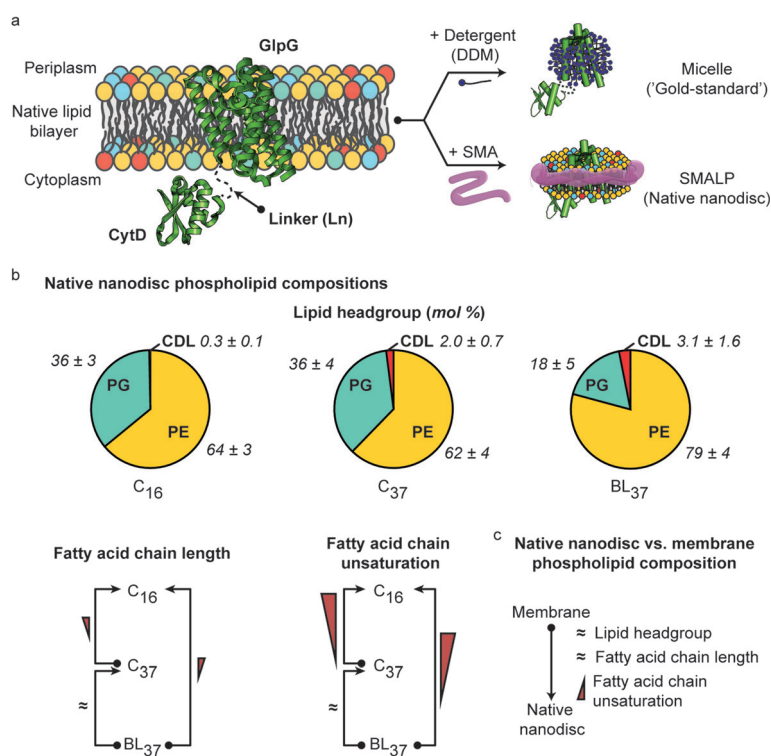 a
GlpG
Periplasm
Native lipid
bilayer
Cytoplasm
CytD
Linker (Ln)
+ Detergent
(DDM)
Micelle
('Gold-standard')
+ SMA
SMALP
(Native nanodisc)
b
Native nanodisc phospholipid compositions
Lipid headgroup (mol %)
CDL 0.3 ± 0.1
36 ± 3
PG
PE
64 ± 3
C16
CDL 2.0 ± 0.7
36 ± 4
PG
PE
62 ± 4
C37
CDL 3.1 ± 1.6
18 ± 5
PG
PE
79 ± 4
BL37
Fatty acid chain length
C16
C37
≈
BL37
Fatty acid chain
unsaturation
C16
C37
≈
BL37
c
Native nanodisc vs. membrane
phospholipid composition
Membrane
≈ Lipid headgroup
≈ Fatty acid chain length
Fatty acid chain
unsaturation
Native
nanodisc